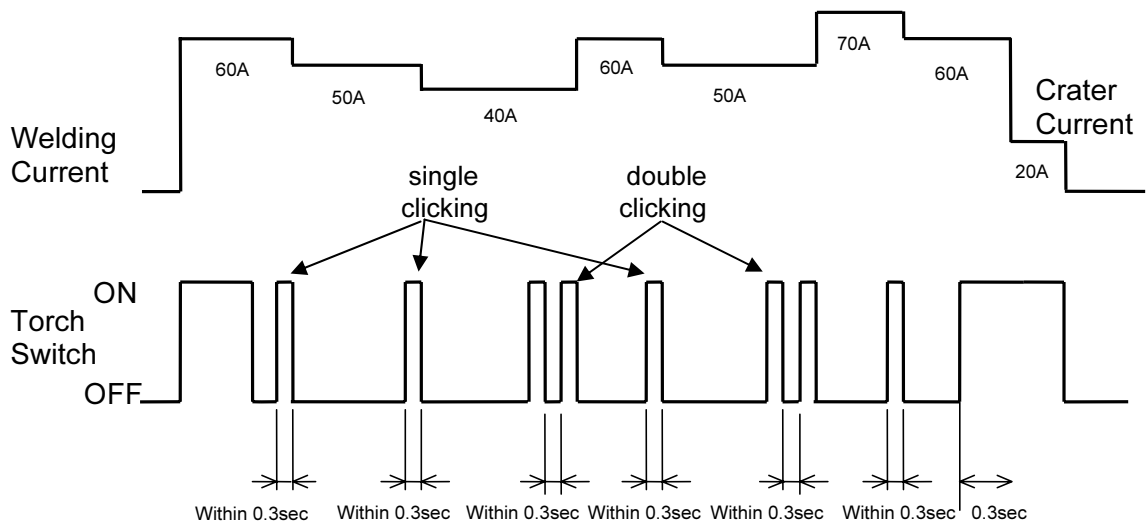 70A
60A
60A
60A
50A
50A
40A
Crater
Current
Welding
Current
20A
single
clicking
double
clicking
ON
Torch
Switch
OFF
Within 0.3sec
Within 0.3sec
Within 0.3sec
Within 0.3sec
Within 0.3sec
Within 0.3sec
0.3sec